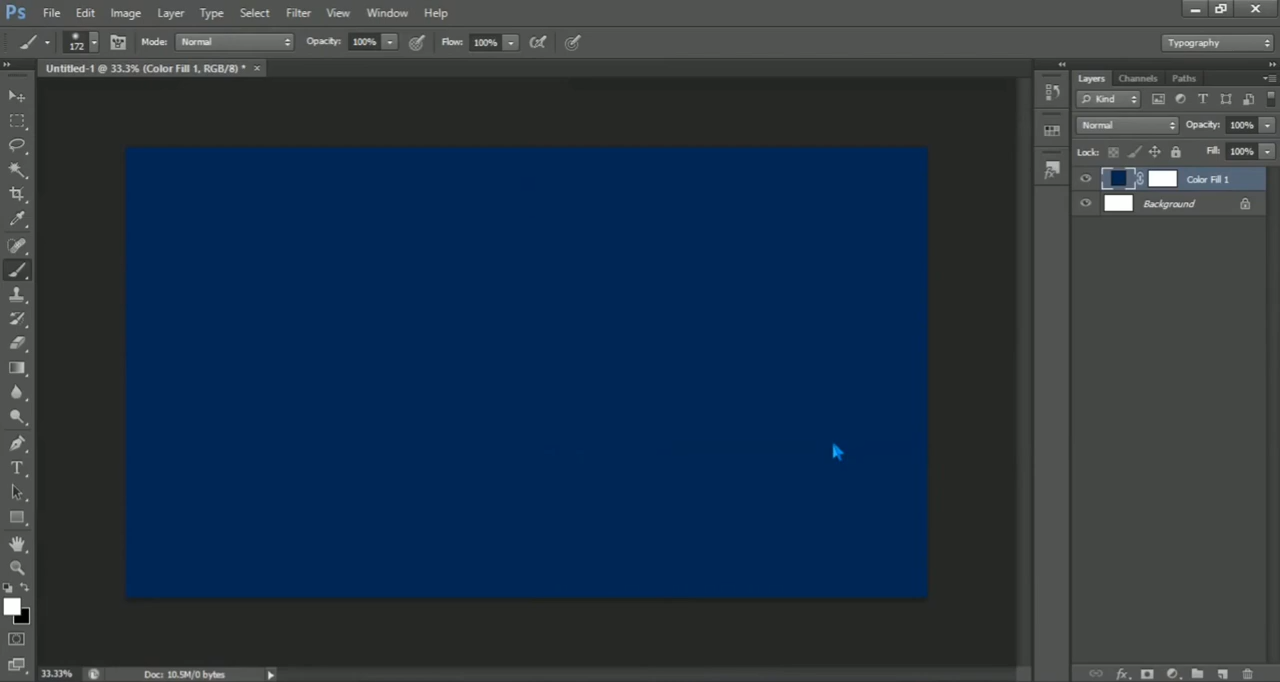 Ps File Edit Image Layer Type Select Filter View Window Help
172 Mode: Normal Opacity: 100% Flow: 100% Typography
Untitled-1 @ 33.3% (Color Fill 1, RGB/8) * ×
Layers Channels Paths
Kind
Normal Opacity: 100%
Lock: Fill: 100%
Color Fill 1
Background
T
33.33% Doc: 10.5M/0 bytes
fx